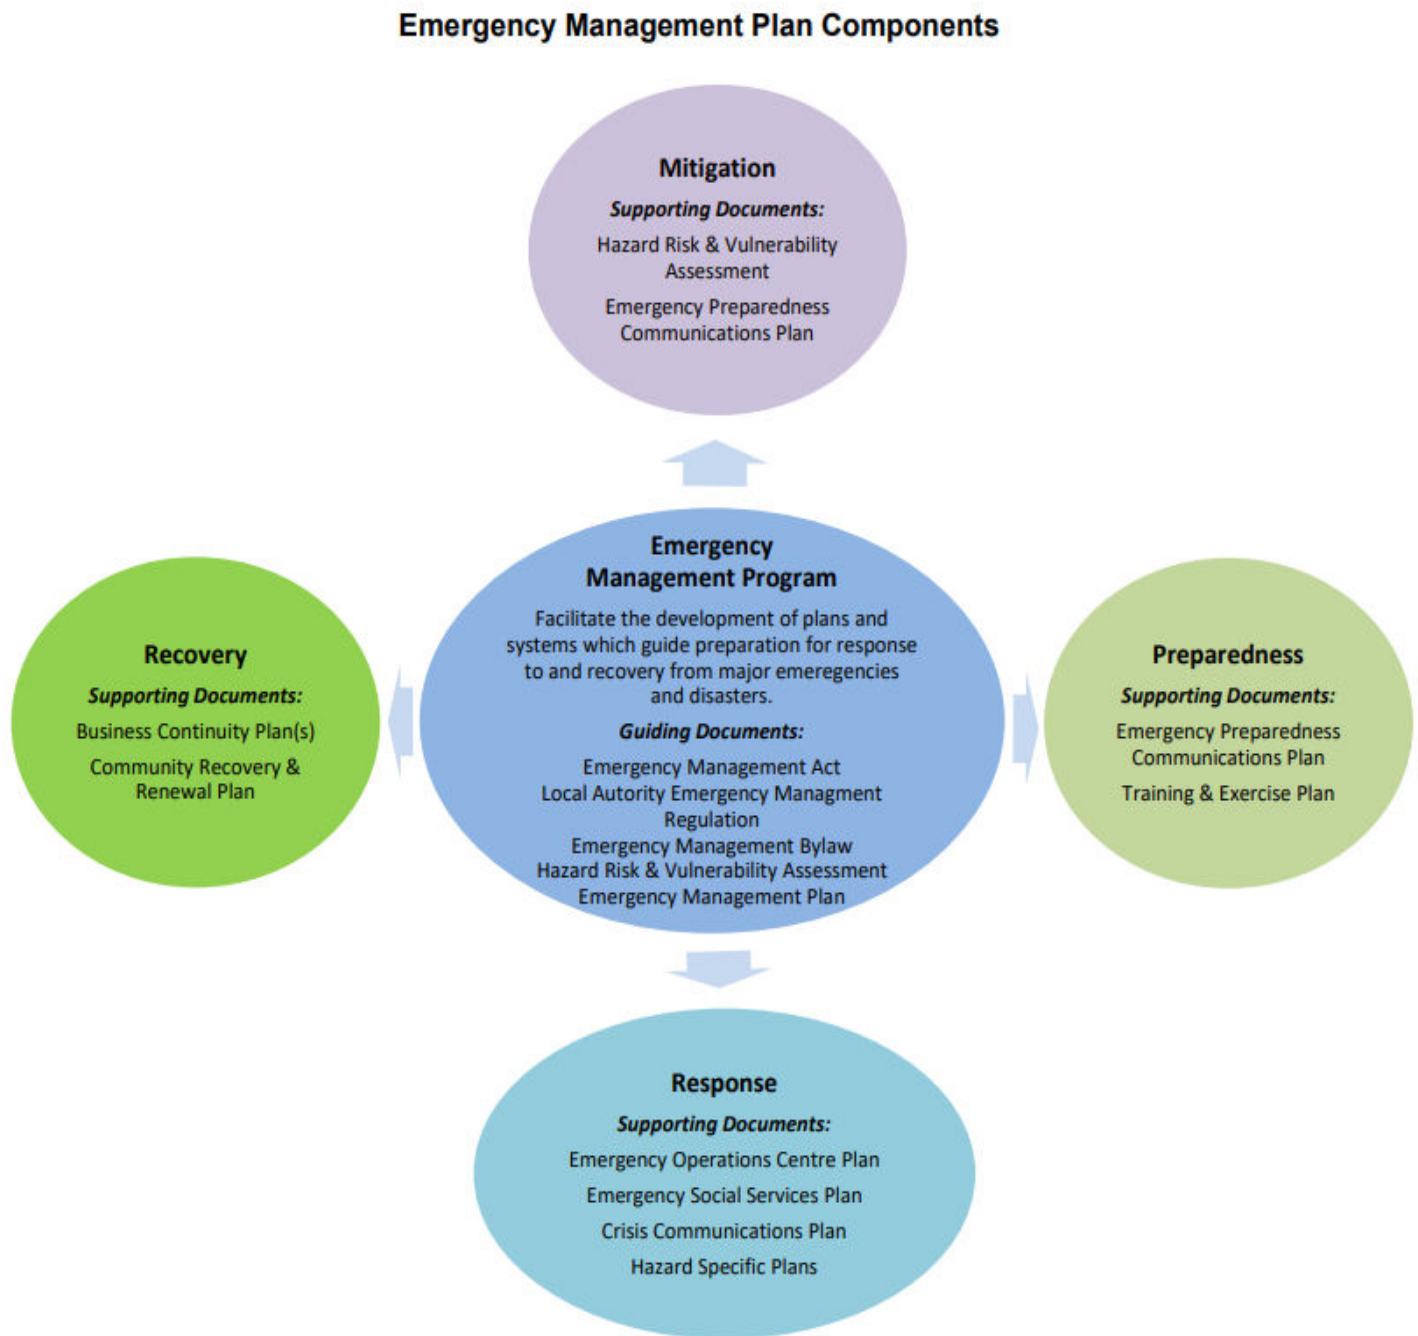 Emergency Management Plan Components
Mitigation
Supporting Documents:
Hazard Risk & Vulnerability
Assessment
Emergency Preparedness
Communications Plan
Emergency
Management Program
Facilitate the development of plans and
systems which guide preparation for response
to and recovery from major emeregencies
and disasters.
Guiding Documents:
Emergency Management Act
Local Autority Emergency Managment
Regulation
Emergency Management Bylaw
Hazard Risk & Vulnerability Assessment
Emergency Management Plan
Recovery
Supporting Documents:
Business Continuity Plan(s)
Community Recovery &
Renewal Plan
Preparedness
Supporting Documents:
Emergency Preparedness
Communications Plan
Training & Exercise Plan
Response
Supporting Documents:
Emergency Operations Centre Plan
Emergency Social Services Plan
Crisis Communications Plan
Hazard Specific Plans